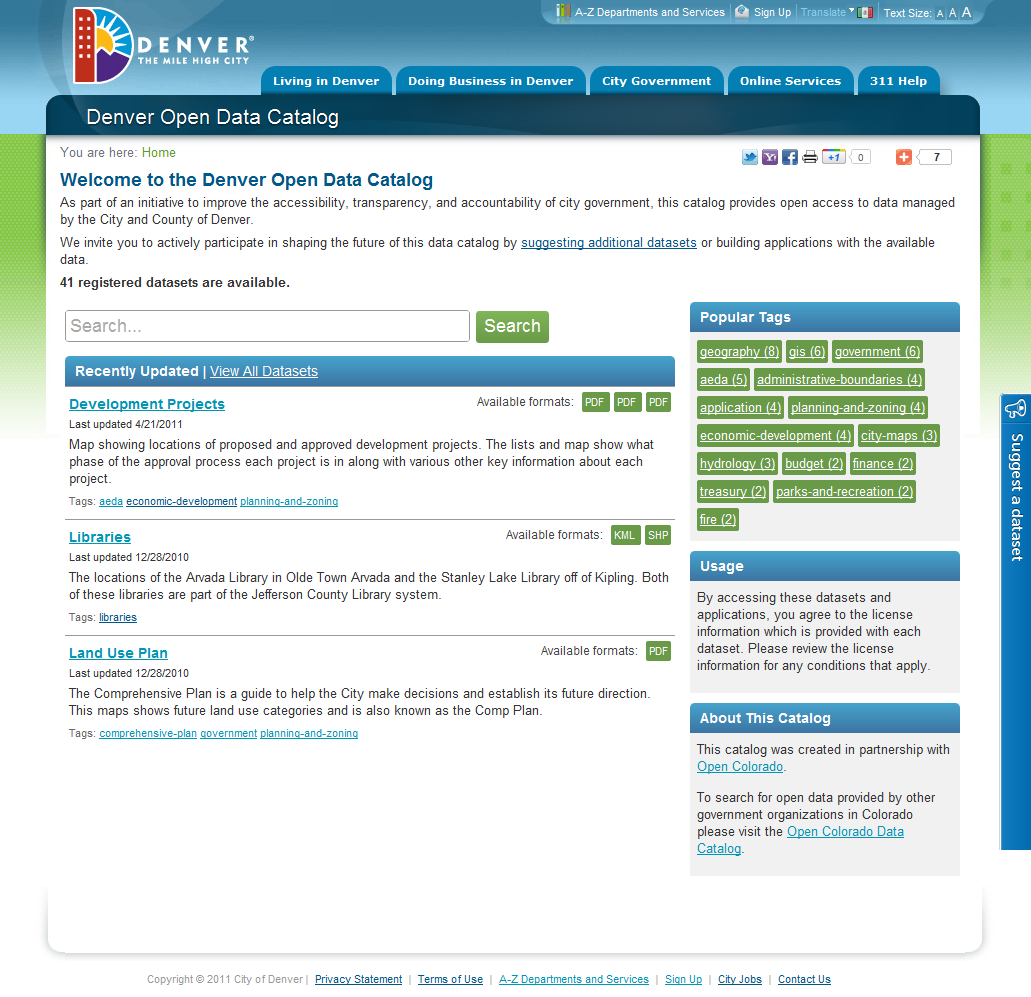 A-Z Departments and Services
Sign Up
Translate
Text Size: A A A
DENVER®
THE MILE HIGH CITY
Living in Denver
Doing Business in Denver
City Government
Online Services
311 Help
Denver Open Data Catalog
You are here: Home
+1
0
7
Welcome to the Denver Open Data Catalog
As part of an initiative to improve the accessibility, transparency, and accountability of city government, this catalog provides open access to data managed
by the City and County of Denver.
We invite you to actively participate in shaping the future of this data catalog by suggesting additional datasets or building applications with the available
data.
41 registered datasets are available.
Search...
Search
Recently Updated | View All Datasets
Development Projects
Available formats: PDF PDF PDF
Last updated 4/21/2011
Map showing locations of proposed and approved development projects. The lists and map show what
phase of the approval process each project is in along with various other key information about each
project.
Tags: aeda economic-development planning-and-zoning
Libraries
Available formats: KML SHP
Last updated 12/28/2010
The locations of the Arvada Library in Olde Town Arvada and the Stanley Lake Library off of Kipling. Both
of these libraries are part of the Jefferson County Library system.
Tags: libraries
Land Use Plan
Available formats: PDF
Last updated 12/28/2010
The Comprehensive Plan is a guide to help the City make decisions and establish its future direction.
This maps shows future land use categories and is also known as the Comp Plan.
Tags: comprehensive-plan government planning-and-zoning
Popular Tags
geography (8) gis (6) government (6)
aeda (5) administrative-boundaries (4)
application (4) planning-and-zoning (4)
economic-development (4) city-maps (3)
hydrology (3) budget (2) finance (2)
treasury (2) parks-and-recreation (2)
fire (2)
Usage
By accessing these datasets and
applications, you agree to the license
information which is provided with each
dataset. Please review the license
information for any conditions that apply.
About This Catalog
This catalog was created in partnership with
Open Colorado.
To search for open data provided by other
government organizations in Colorado
please visit the Open Colorado Data
Catalog.
Suggest a dataset
Copyright © 2011 City of Denver | Privacy Statement | Terms of Use | A-Z Departments and Services | Sign Up | City Jobs | Contact Us